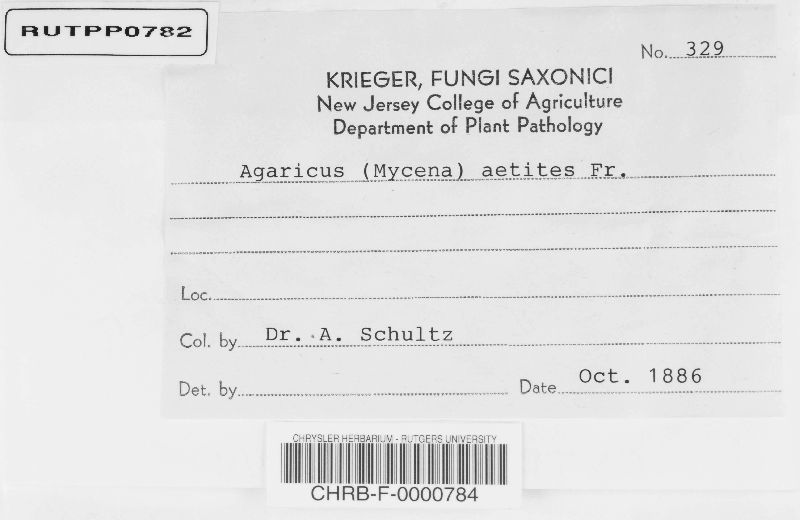 RUTPP0782
No. 329
KRIEGER, FUNGI SAXONICI
New Jersey College of Agriculture
Department of Plant Pathology
Agaricus (Mycena) aetites Fr.
Loc.
Col. by Dr. A. Schultz
Det. by Date Oct. 1886
CHRYSLER HERBARIUM - RUTGERS UNIVERSITY
CHRB-F-0000784